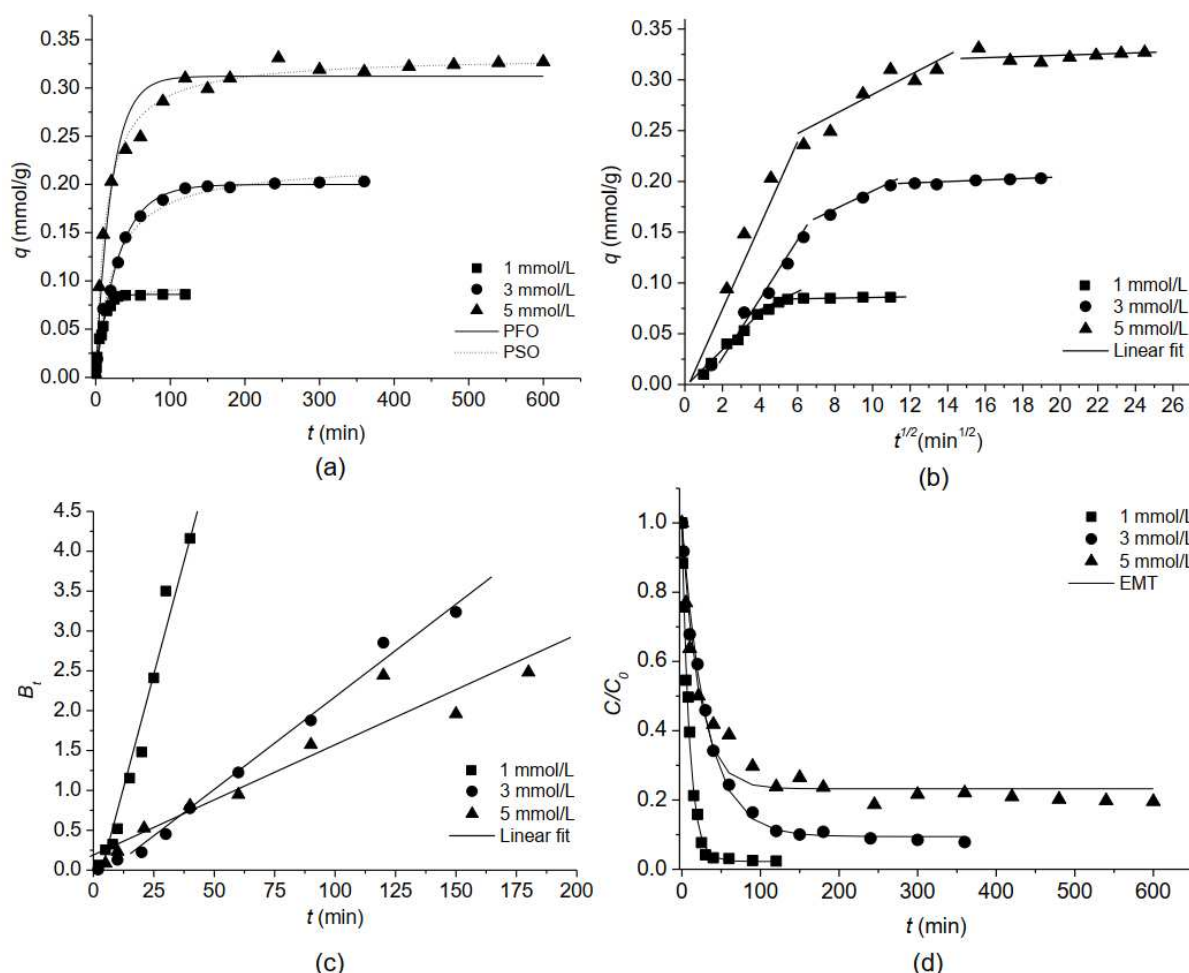 0.35
0.30
0.25
0.20
0.15
0.10
0.05
0.00
q (mmol/g)
1 mmol/L
3 mmol/L
5 mmol/L
PFO
PSO
0 100 200 300 400 500 600
t (min)
(a)
0.35
0.30
0.25
0.20
0.15
0.10
0.05
0.00
q (mmol/g)
1 mmol/L
3 mmol/L
5 mmol/L
Linear fit
0 2 4 6 8 10 12 14 16 18 20 22 24 26
t^1/2(min^1/2)
(b)
4.5
4.0
3.5
3.0
2.5
2.0
1.5
1.0
0.5
0.0
B_t
1 mmol/L
3 mmol/L
5 mmol/L
Linear fit
0 25 50 75 100 125 150 175 200
t (min)
(c)
1.0
0.8
0.6
0.4
0.2
0.0
C/C_0
1 mmol/L
3 mmol/L
5 mmol/L
EMT
0 100 200 300 400 500 600
t (min)
(d)